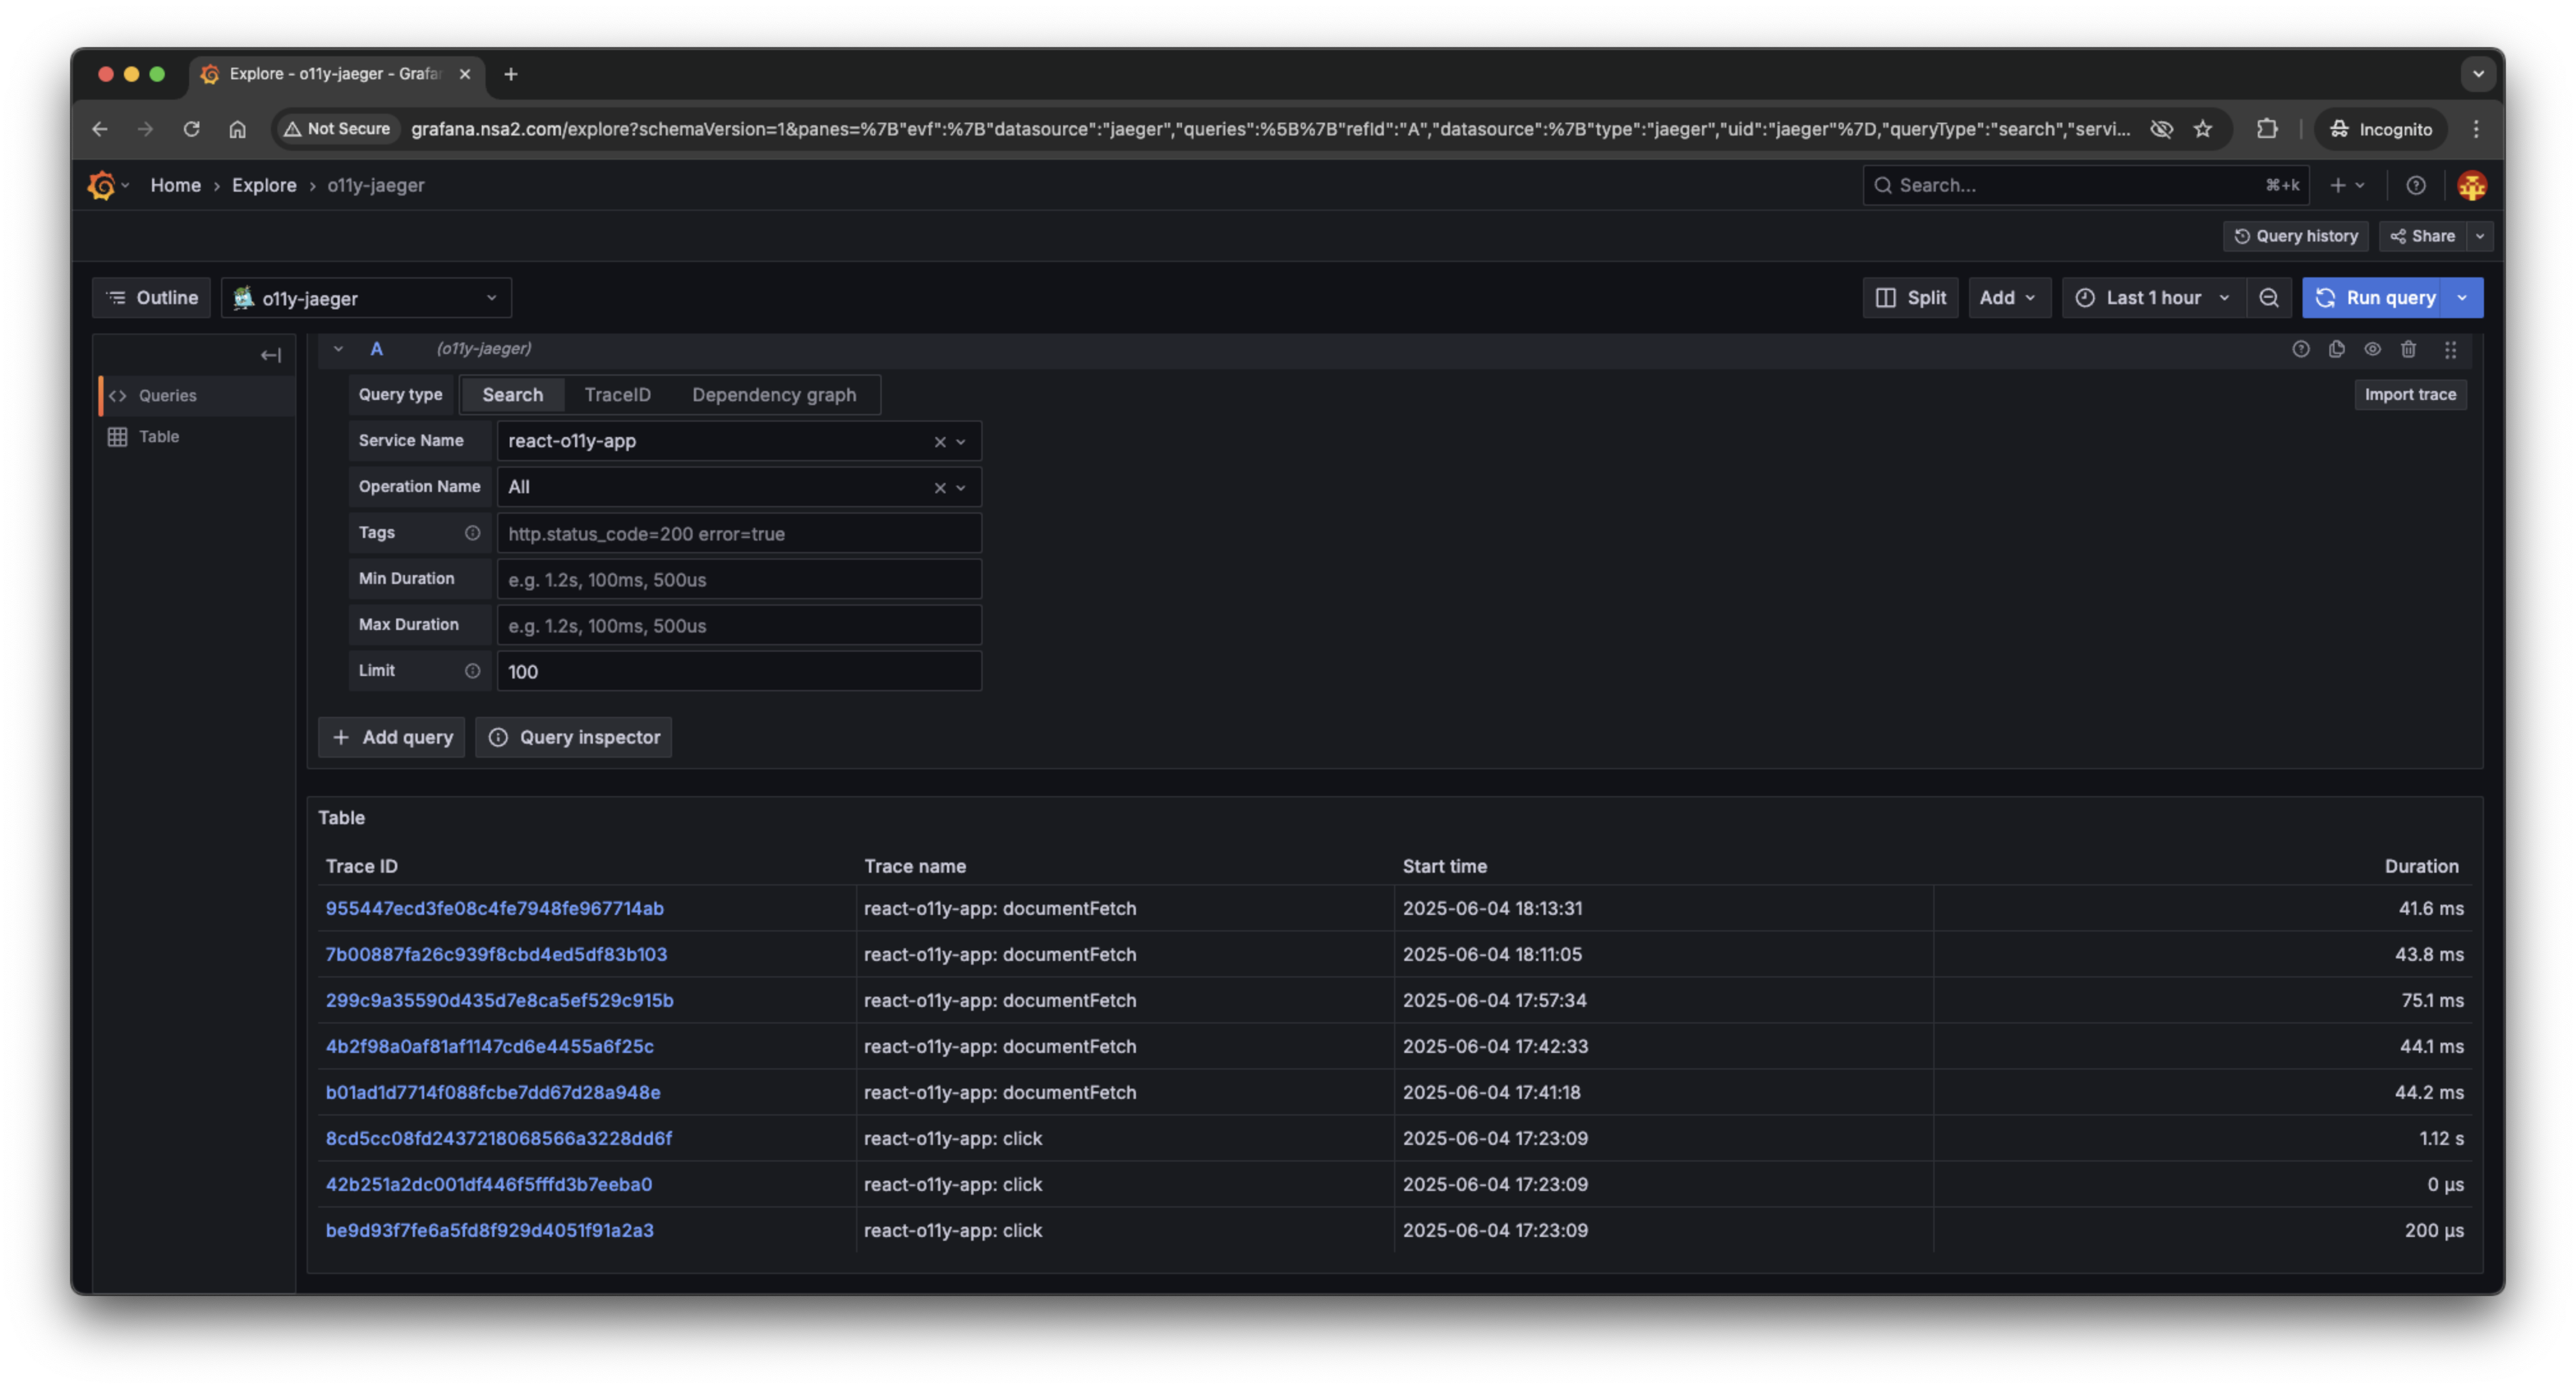 Explore - o11y-jaeger - Grafan
Not Secure
grafana.nsa2.com/explore?schemaVersion=1&panes=%7B"evf":%7B"datasource":"jaeger","queries":%5B%7B"refId":"A","datasource":%7B"type":"jaeger","uid":"jaeger"%7D,"queryType":"search","servi...
Incognito
Home › Explore › o11y-jaeger
Search...
⌘+k
Query history
Share
Outline
o11y-jaeger
Split
Add
Last 1 hour
Run query
A (o11y-jaeger)
Queries
Table
Query type
Search
TraceID
Dependency graph
Import trace
Service Name
react-o11y-app
Operation Name
All
Tags
http.status_code=200 error=true
Min Duration
e.g. 1.2s, 100ms, 500us
Max Duration
e.g. 1.2s, 100ms, 500us
Limit
100
+ Add query
Query inspector
Table
Trace ID Trace name Start time Duration
955447ecd3fe08c4fe7948fe967714ab react-o11y-app: documentFetch 2025-06-04 18:13:31 41.6 ms
7b00887fa26c939f8cbd4ed5df83b103 react-o11y-app: documentFetch 2025-06-04 18:11:05 43.8 ms
299c9a35590d435d7e8ca5ef529c915b react-o11y-app: documentFetch 2025-06-04 17:57:34 75.1 ms
4b2f98a0af81af1147cd6e4455a6f25c react-o11y-app: documentFetch 2025-06-04 17:42:33 44.1 ms
b01ad1d7714f088fcbe7dd67d28a948e react-o11y-app: documentFetch 2025-06-04 17:41:18 44.2 ms
8cd5cc08fd2437218068566a3228dd6f react-o11y-app: click 2025-06-04 17:23:09 1.12 s
42b251a2dc001df446f5fffd3b7eeba0 react-o11y-app: click 2025-06-04 17:23:09 0 µs
be9d93f7fe6a5fd8f929d4051f91a2a3 react-o11y-app: click 2025-06-04 17:23:09 200 µs